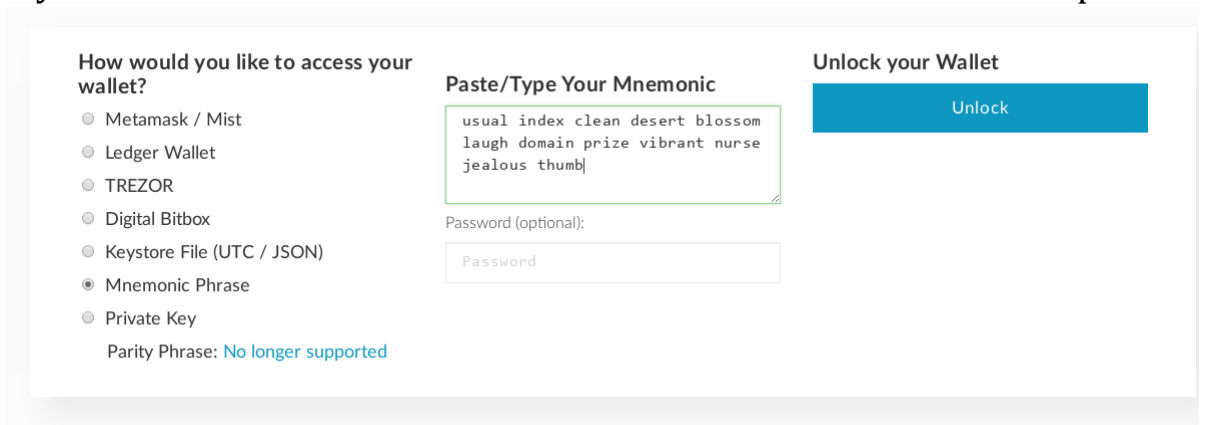 How would you like to access your
wallet?
Metamask / Mist
Ledger Wallet
TREZOR
Digital Bitbox
Keystore File (UTC / JSON)
Mnemonic Phrase
Private Key
Parity Phrase: No longer supported
Paste/Type Your Mnemonic
usual index clean desert blossom
laugh domain prize vibrant nurse
jealous thumb
Password (optional):
Password
Unlock your Wallet
Unlock